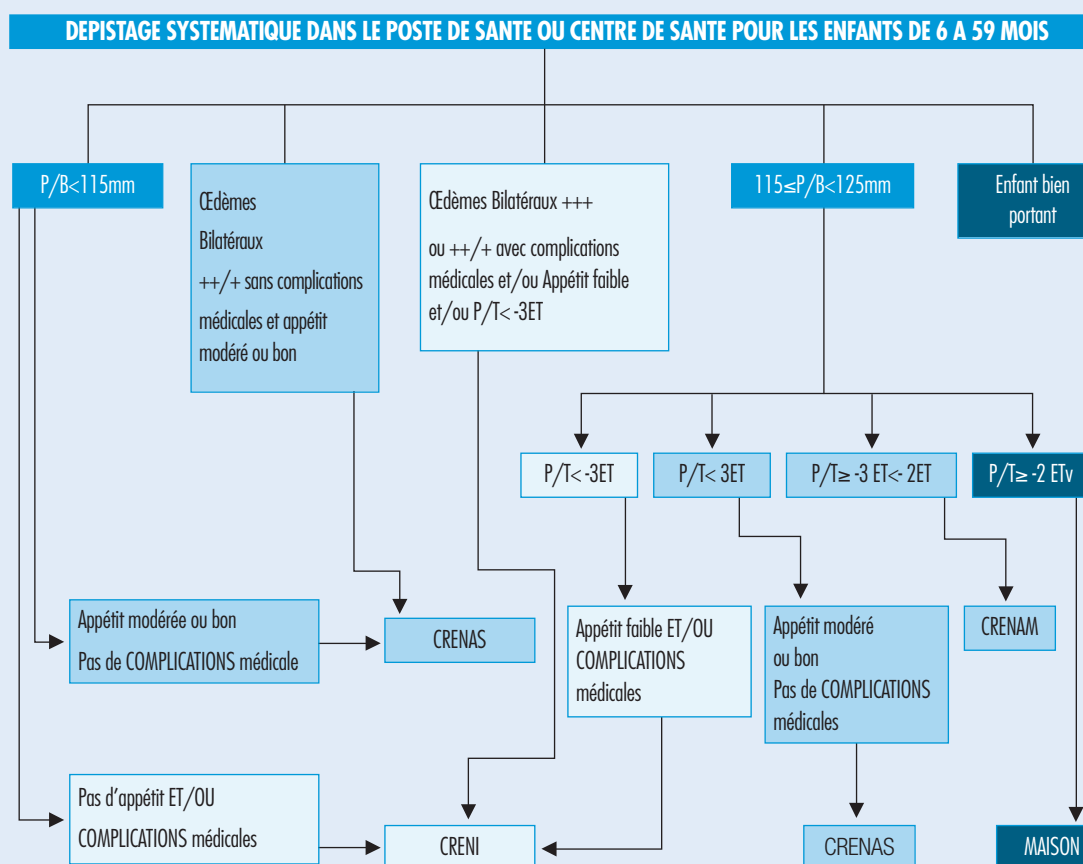 DEPISTAGE SYSTEMATIQUE DANS LE POSTE DE SANTE OU CENTRE DE SANTE POUR LES ENFANTS DE 6 A 59 MOIS
P/B<115mm
Œdèmes
Bilatéraux
++/+ sans complications
médicales et appétit
modéré ou bon
Œdèmes Bilatéraux +++
ou ++/+ avec complications
médicales et/ou Appétit faible
et/ou P/T< -3ET
115≤P/B<125mm
Enfant bien
portant
P/T< -3ET
P/T< 3ET
P/T≥ -3 ET<- 2ET
P/T≥ -2 ETv
Appétit modérée ou bon
Pas de COMPLICATIONS médicale
CRENAS
Appétit faible ET/OU
COMPLICATIONS
médicales
Appétit modéré
ou bon
Pas de COMPLICATIONS
médicales
CRENAM
Pas d'appétit ET/OU
COMPLICATIONS médicales
CRENI
CRENAS
MAISON